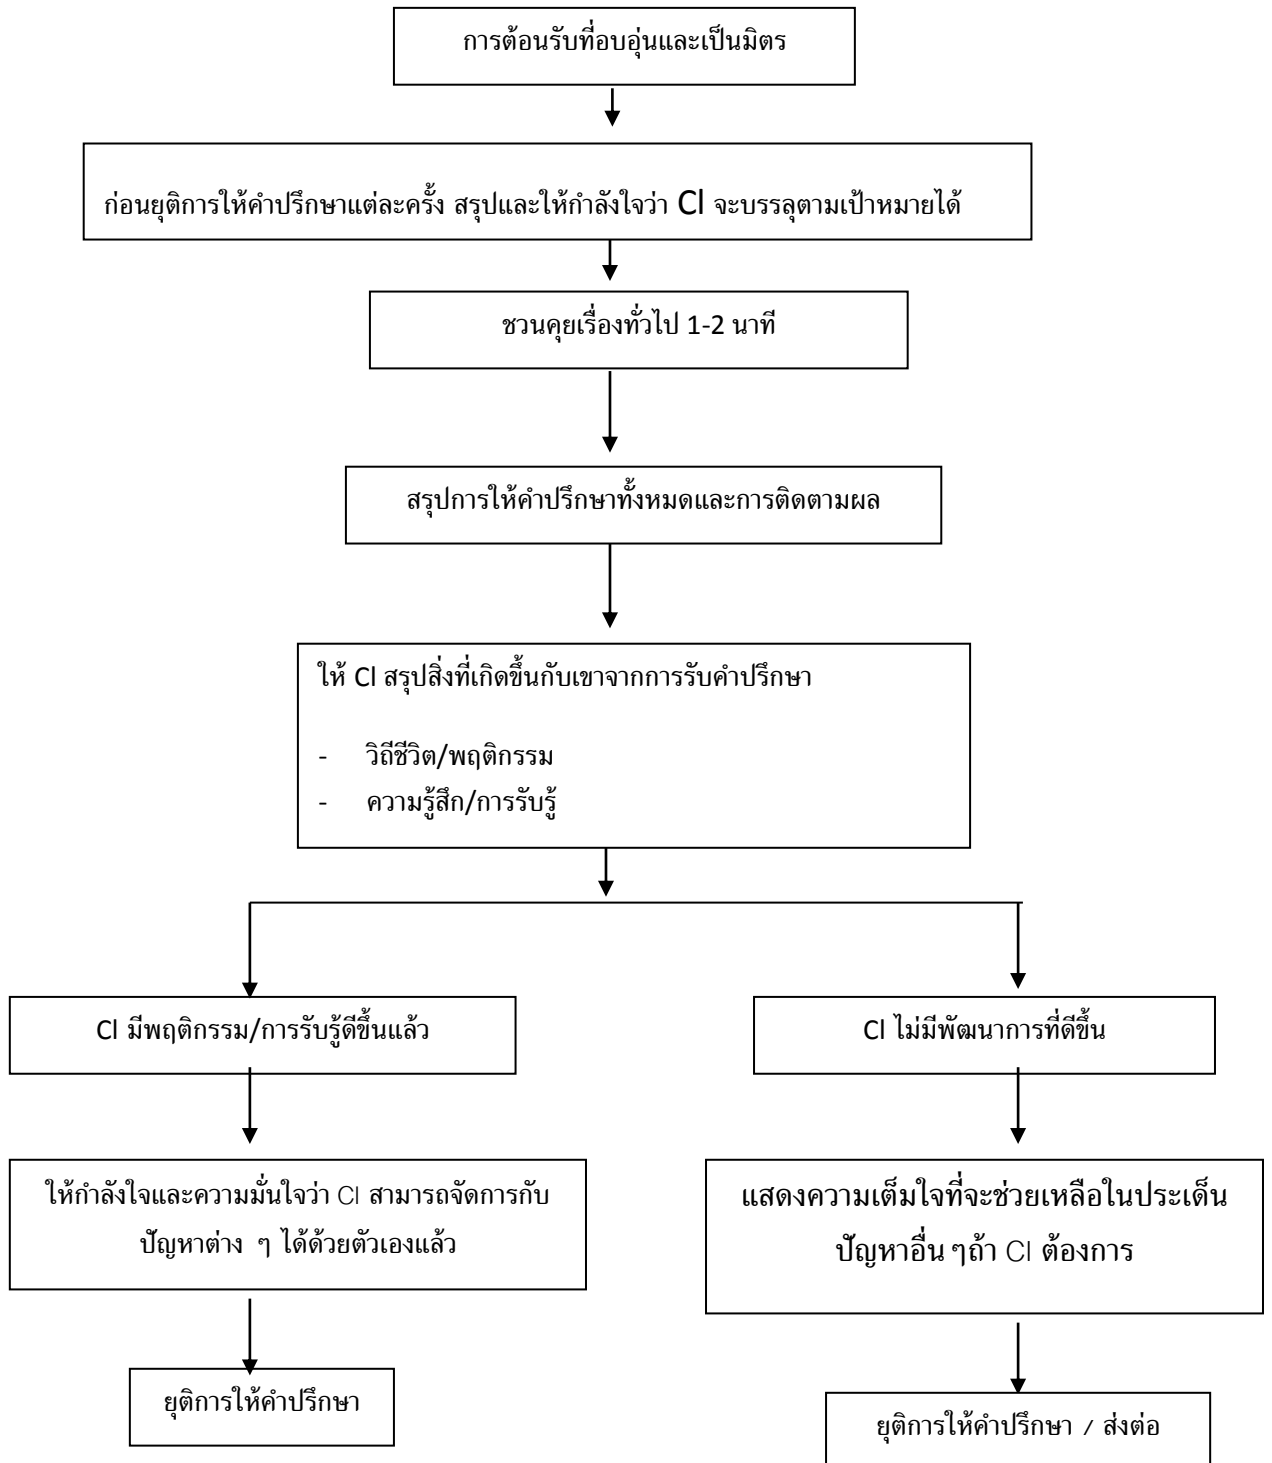 การต้อนรับที่อบอุ่นและเป็นมิตร
ก่อนยุติการให้คำปรึกษาแต่ละครั้ง สรุปและให้กำลังใจว่า Cl จะบรรลุตามเป้าหมายได้
ชวนคุยเรื่องทั่วไป 1-2 นาที
สรุปการให้คำปรึกษาทั้งหมดและการติดตามผล
ให้ Cl สรุปสิ่งที่เกิดขึ้นกับเขาจากการรับคำปรึกษา
- วิถีชีวิต/พฤติกรรม
- ความรู้สึก/การรับรู้
Cl มีพฤติกรรม/การรับรู้ดีขึ้นแล้ว
Cl ไม่มีพัฒนาการที่ดีขึ้น
ให้กำลังใจและความมั่นใจว่า Cl สามารถจัดการกับ
ปัญหาต่าง ๆ ได้ด้วยตัวเองแล้ว
แสดงความเต็มใจที่จะช่วยเหลือในประเด็น
ปัญหาอื่น ๆถ้า Cl ต้องการ
ยุติการให้คำปรึกษา
ยุติการให้คำปรึกษา / ส่งต่อ